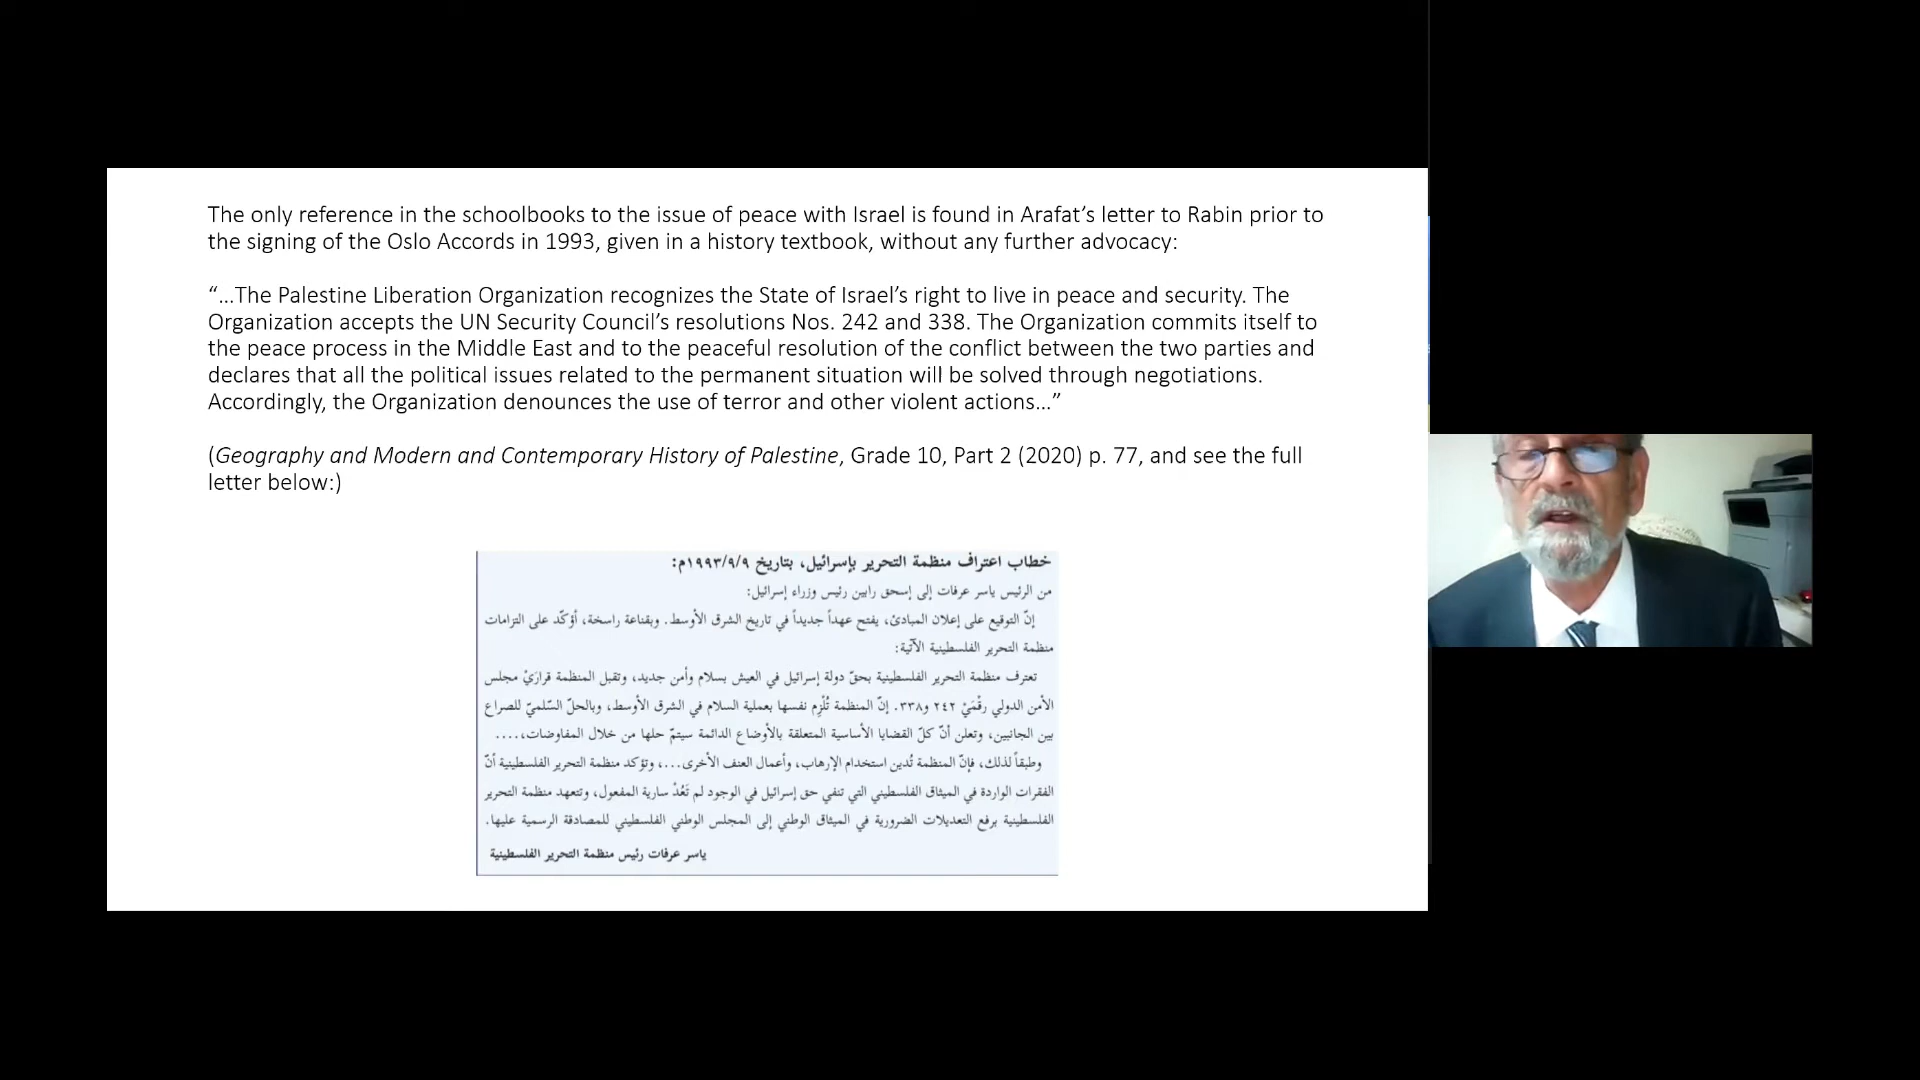 The only reference in the schoolbooks to the issue of peace with Israel is found in Arafat’s letter to Rabin prior to
the signing of the Oslo Accords in 1993, given in a history textbook, without any further advocacy:
“…The Palestine Liberation Organization recognizes the State of Israel’s right to live in peace and security. The
Organization accepts the UN Security Council’s resolutions Nos. 242 and 338. The Organization commits itself to
the peace process in the Middle East and to the peaceful resolution of the conflict between the two parties and
declares that all the political issues related to the permanent situation will be solved through negotiations.
Accordingly, the Organization denounces the use of terror and other violent actions…”
(Geography and Modern and Contemporary History of Palestine, Grade 10, Part 2 (2020) p. 77, and see the full
letter below:)
خطاب اعتراف منظمة التحرير بإسرائيل، بتاريخ ١٩٩٣/٩/٩م:
من الرئيس ياسر عرفات إلى إسحق رابين رئيس وزراء إسرائيل:
إنّ التوقيع على إعلان المبادئ، يفتح عهداً جديداً في تاريخ الشرق الأوسط. وبقناعة راسخة، أؤكّد على التزامات
منظمة التحرير الفلسطينية الآتية:
تعترف منظمة التحرير الفلسطينية بحقّ دولة إسرائيل في العيش بسلام وأمن جديد، وتقبل المنظمة قرارَيْ مجلس
الأمن الدولي رقْمَيْ ٢٤٢ و٣٣٨. إنّ المنظمة تُلْزِم نفسها بعملية السلام في الشرق الأوسط، وبالحلّ السّلميّ للصراع
بين الجانبين، وتعلن أنّ كلّ القضايا الأساسية المتعلقة بالأوضاع الدائمة سيتمّ حلها من خلال المفاوضات،....
وطبقاً لذلك، فإنّ المنظمة تُدين استخدام الإرهاب، وأعمال العنف الأخرى...، وتؤكد منظمة التحرير الفلسطينية أنّ
الفقرات الواردة في الميثاق الفلسطيني التي تنفي حق إسرائيل في الوجود لم تَعُدْ سارية المفعول، وتتعهد منظمة التحرير
الفلسطينية برفع التعديلات الضرورية في الميثاق الوطني إلى المجلس الوطني الفلسطيني للمصادقة الرسمية عليها.
ياسر عرفات رئيس منظمة التحرير الفلسطينية